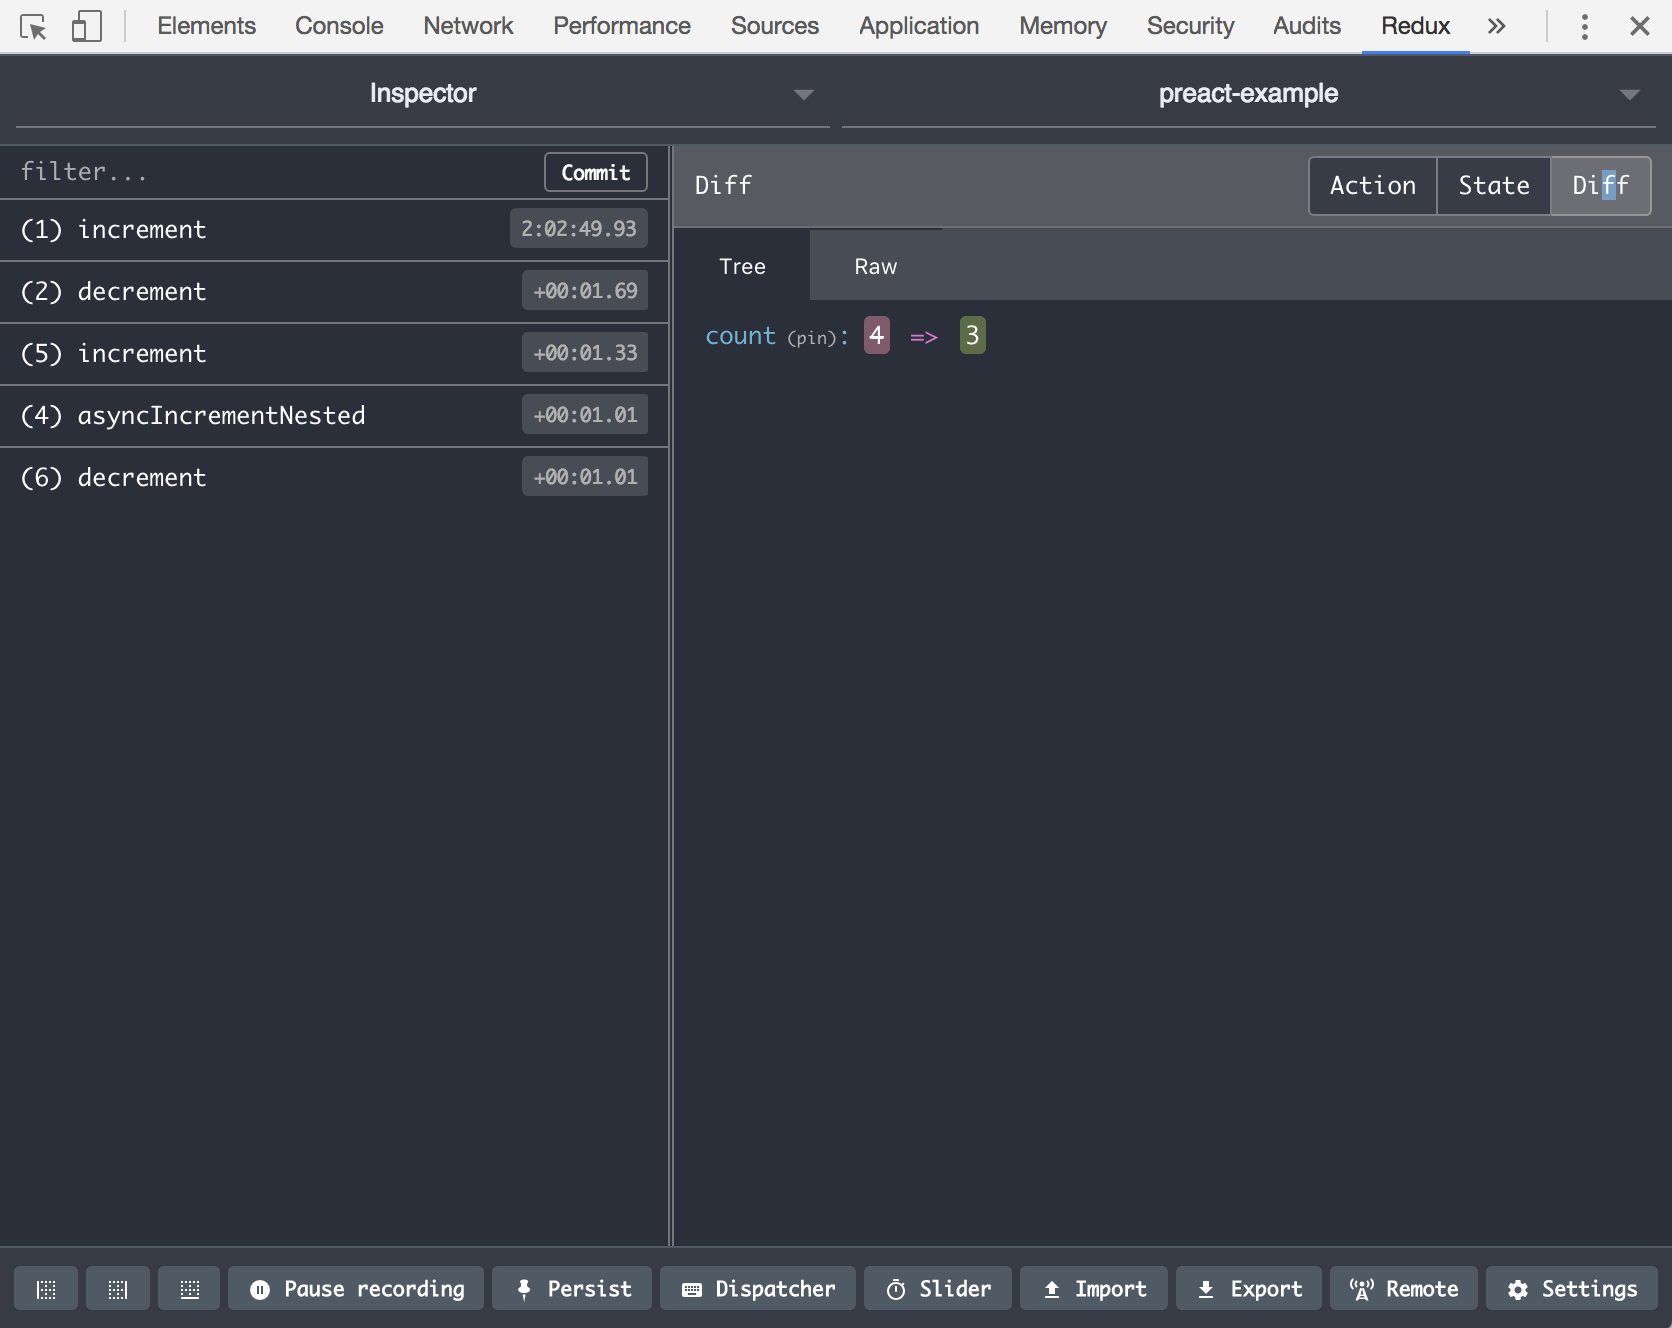 Elements Console Network Performance Sources Application Memory Security Audits Redux »
Inspector preact-example
filter... Commit
(1) increment 2:02:49.93
(2) decrement +00:01.69
(5) increment +00:01.33
(4) asyncIncrementNested +00:01.01
(6) decrement +00:01.01
Diff Action State Diff
Tree Raw
count (pin): 4 => 3
Pause recording Persist Dispatcher Slider Import Export Remote Settings